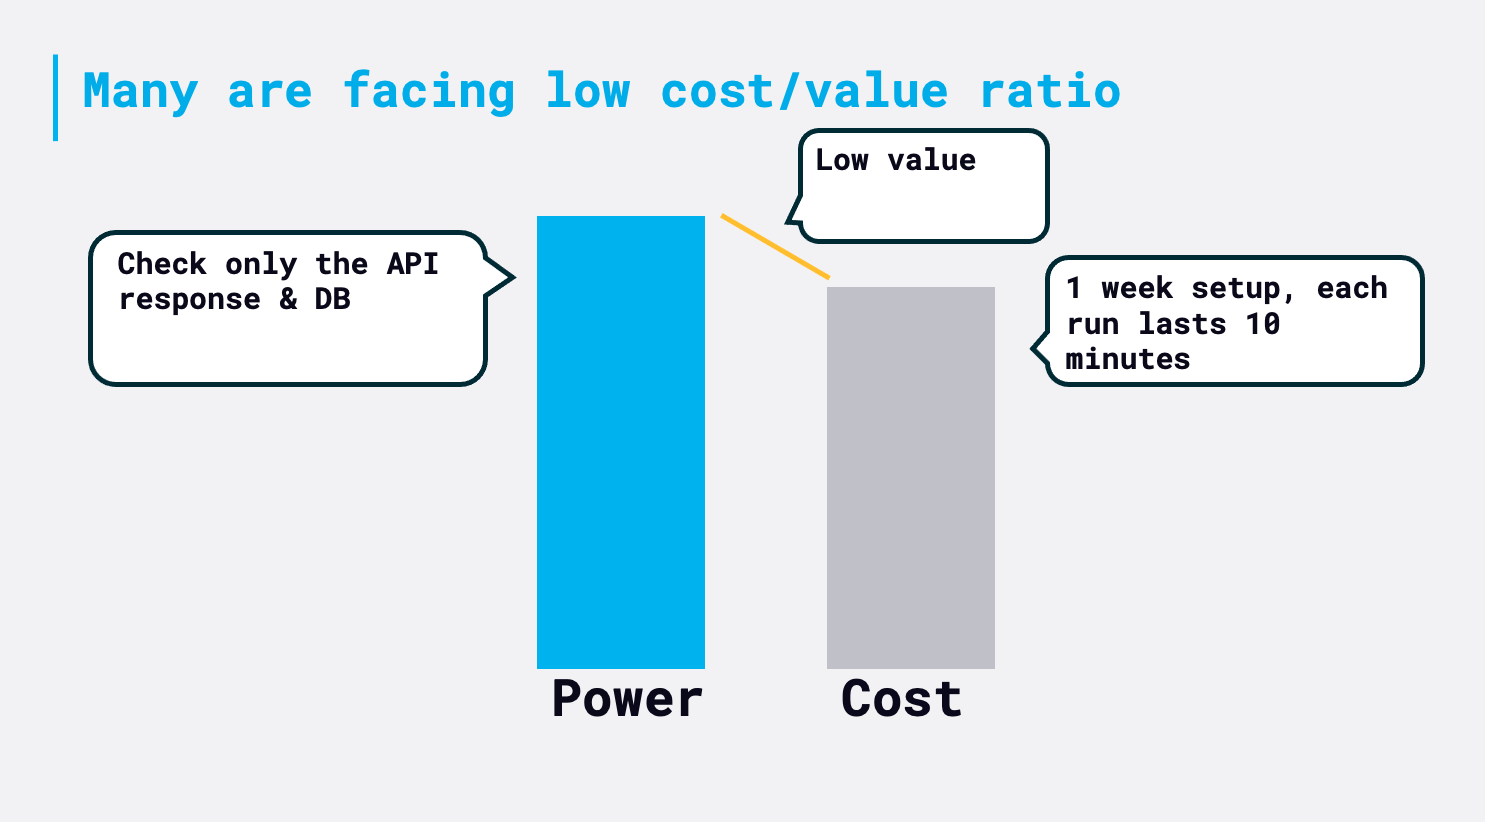 Many are facing low cost/value ratio
Low value
Check only the API
response & DB
1 week setup, each
run lasts 10
minutes
Power
Cost